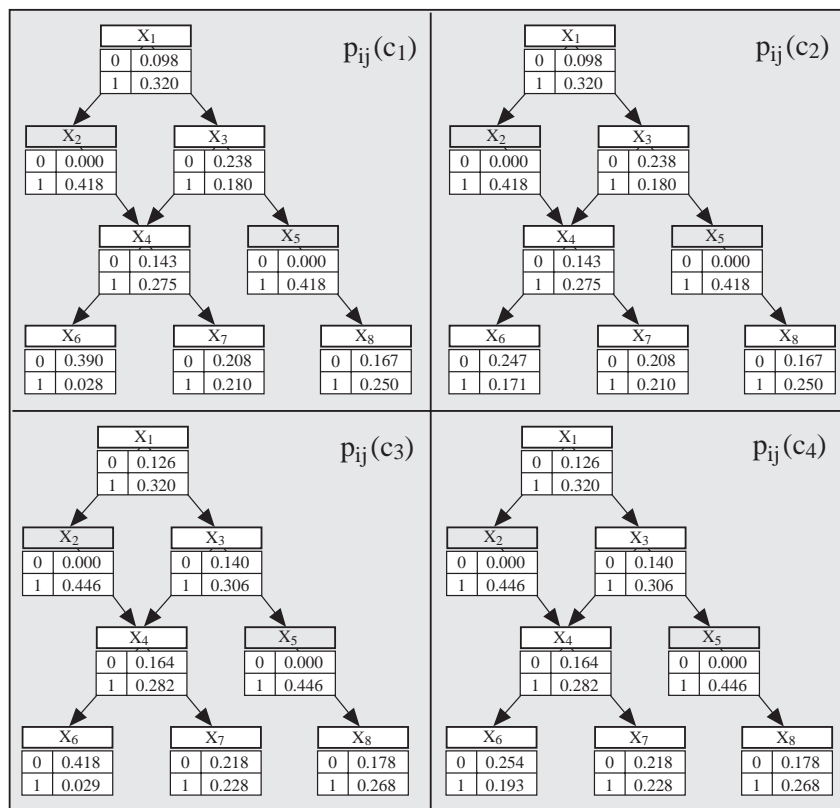 X1
pij(c1)
0 0.098
1 0.320
X2
X3
0 0.000
1 0.418
0 0.238
1 0.180
X4
X5
0 0.143
1 0.275
0 0.000
1 0.418
X6
X7
X8
0 0.390
1 0.028
0 0.208
1 0.210
0 0.167
1 0.250
X1
pij(c2)
0 0.098
1 0.320
X2
X3
0 0.000
1 0.418
0 0.238
1 0.180
X4
X5
0 0.143
1 0.275
0 0.000
1 0.418
X6
X7
X8
0 0.247
1 0.171
0 0.208
1 0.210
0 0.167
1 0.250
X1
pij(c3)
0 0.126
1 0.320
X2
X3
0 0.000
1 0.446
0 0.140
1 0.306
X4
X5
0 0.164
1 0.282
0 0.000
1 0.446
X6
X7
X8
0 0.418
1 0.029
0 0.218
1 0.228
0 0.178
1 0.268
X1
pij(c4)
0 0.126
1 0.320
X2
X3
0 0.000
1 0.446
0 0.140
1 0.306
X4
X5
0 0.164
1 0.282
0 0.000
1 0.446
X6
X7
X8
0 0.254
1 0.193
0 0.218
1 0.228
0 0.178
1 0.268